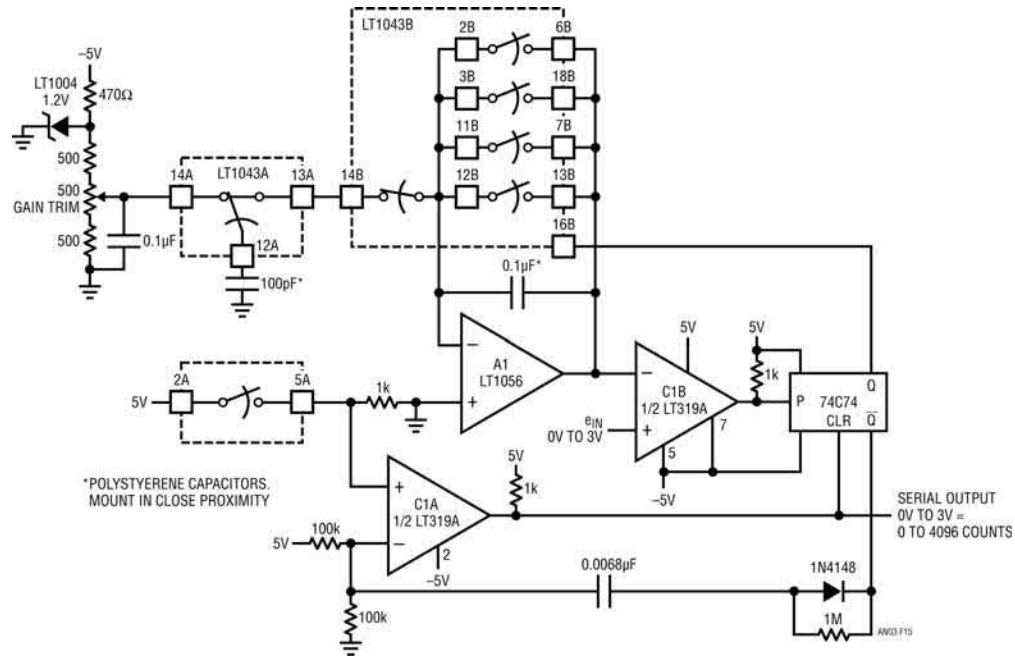 LT1043B
2B
6B
–5V
LT1004
1.2V
470Ω
3B
18B
11B
7B
500
14A
LT1043A
13A
14B
12B
13B
500
GAIN TRIM
16B
500
0.1µF
12A
100pF*
0.1µF*
5V
5V
1k
–
A1
LT1056
+
–
C1B
1/2 LT319A
7
+
5
eIN
0V TO 3V
–5V
P
74C74
CLR
Q
Q̅
2A
5A
5V
1k
*POLYSTYERENE CAPACITORS.
MOUNT IN CLOSE PROXIMITY
5V
1k
+
C1A
1/2 LT319A
–
2
–5V
SERIAL OUTPUT
0V TO 3V =
0 TO 4096 COUNTS
5V
100k
0.0068µF
1N4148
100k
1M
AN03 F15